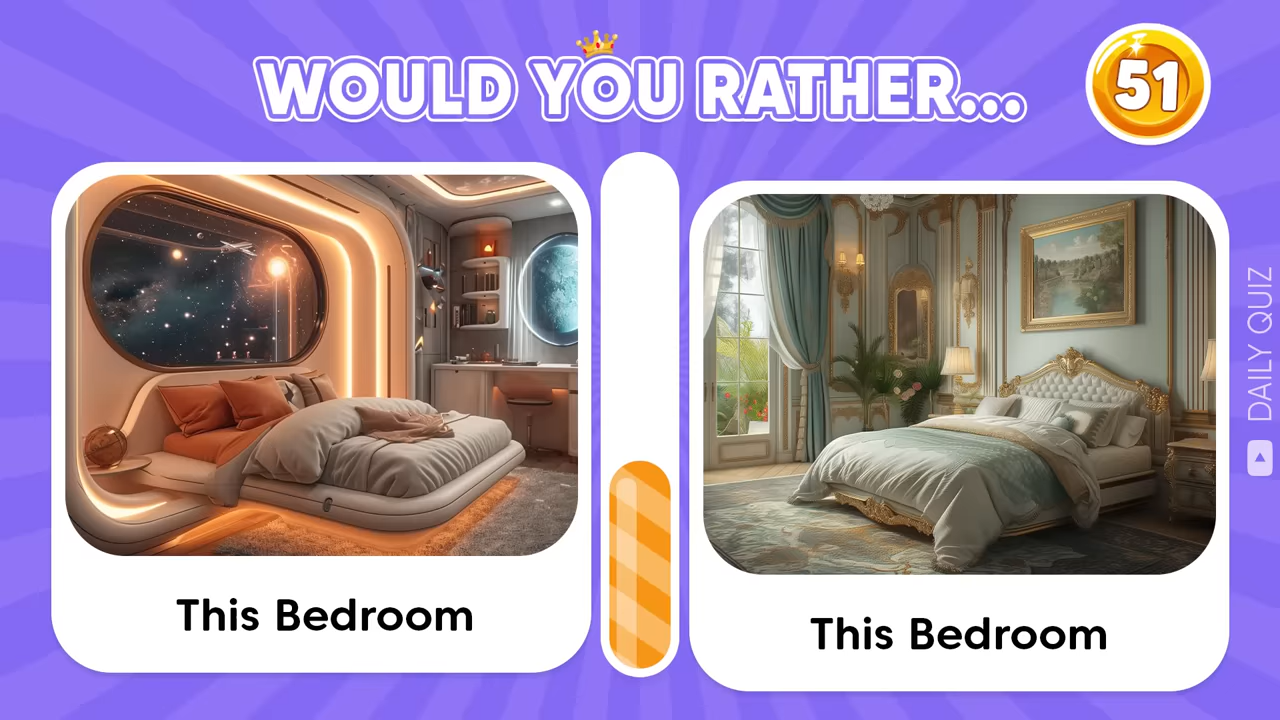 WOULD YOU RATHER...
51
This Bedroom
This Bedroom
DAILY QUIZ